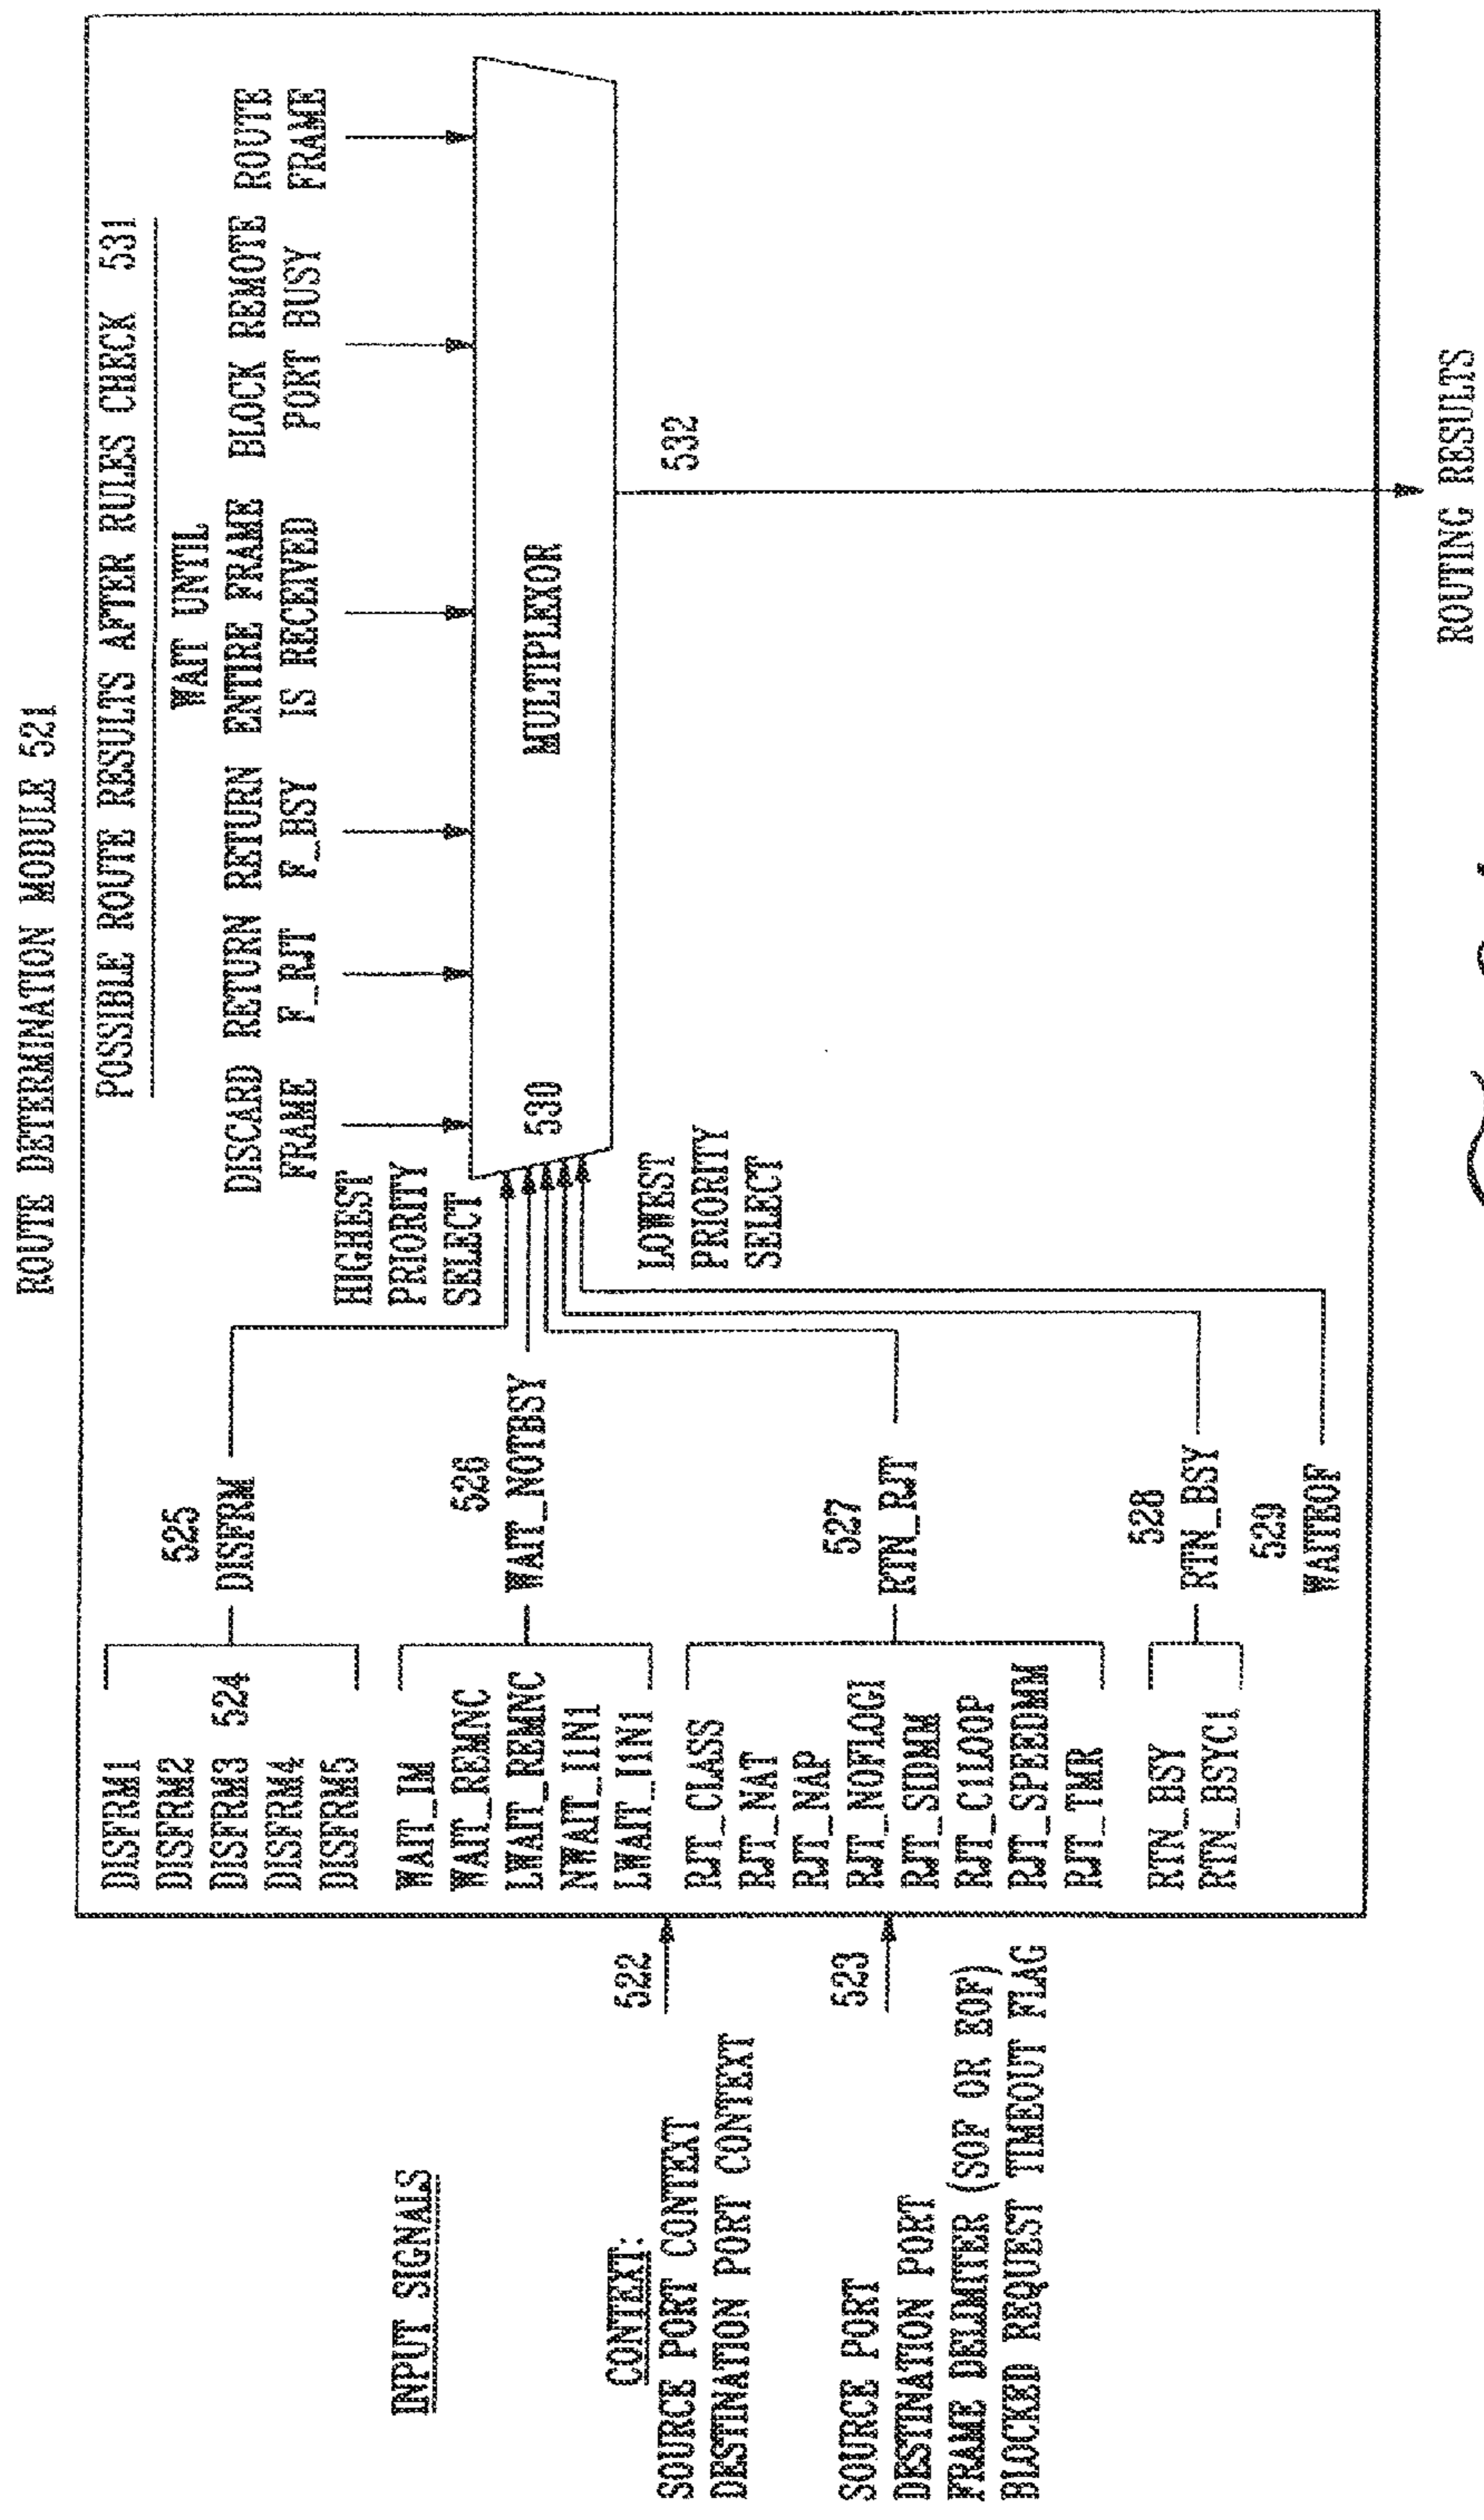 ROUTE DETERMINATION MODULE 521
POSSIBLE ROUTE RESULTS AFTER RULES CHECK 531
DISCARD
FRAME
RETURN
F_RJT
RETURN
F_BSY
WAIT UNTIL
ENTIRE FRAME
IS RECEIVED
BLOCK REMOTE
PORT BUSY
ROUTE
FRAME
HIGHEST
PRIORITY
SELECT
530
MULTIPLEXOR
LOWEST
PRIORITY
SELECT
532
ROUTING RESULTS
INPUT SIGNALS
CONTEXT:
SOURCE PORT CONTEXT
DESTINATION PORT CONTEXT
522
SOURCE PORT
DESTINATION PORT
FRAME DELIMITER (SOF OR EOF)
BLOCKED REQUEST TIMEOUT FLAG
523
DISFRM1
DISFRM2
DISFRM3 524
DISFRM4
DISFRM5
525
DISFRM
WAIT_IM
WAIT_REMNC
LWAIT_REMNC
NWAIT_I1N1
LWAIT_I1N1
526
WAIT_NOTBSY
RJT_CLASS
RJT_NAT
RJT_NAP
RJT_NOFLOGI
RJT_SIDMM
RJT_C1LOOP
RJT_SPEEDMM
RJT_TMR
527
RTN_RJT
RTN_BSY
RTN_BSYC1
528
RTN_BSY
529
WAITEOF